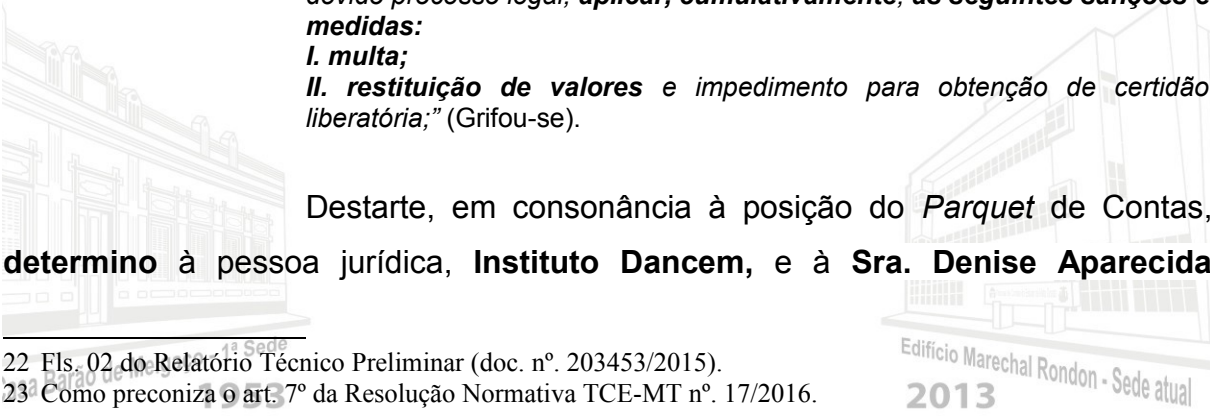 devido processo legal, aplicar, cumulativamente, as seguintes sanções e
medidas:
I. multa;
II. restituição de valores e impedimento para obtenção de certidão
liberatória;” (Grifou-se).
Destarte, em consonância à posição do Parquet de Contas,
determino à pessoa jurídica, Instituto Dancem, e à Sra. Denise Aparecida
22 Fls. 02 do Relatório Técnico Preliminar (doc. nº. 203453/2015).
23 Como preconiza o art. 7º da Resolução Normativa TCE-MT nº. 17/2016.
1ª Sede
1953
Edifício Marechal Rondon - Sede atual
2013